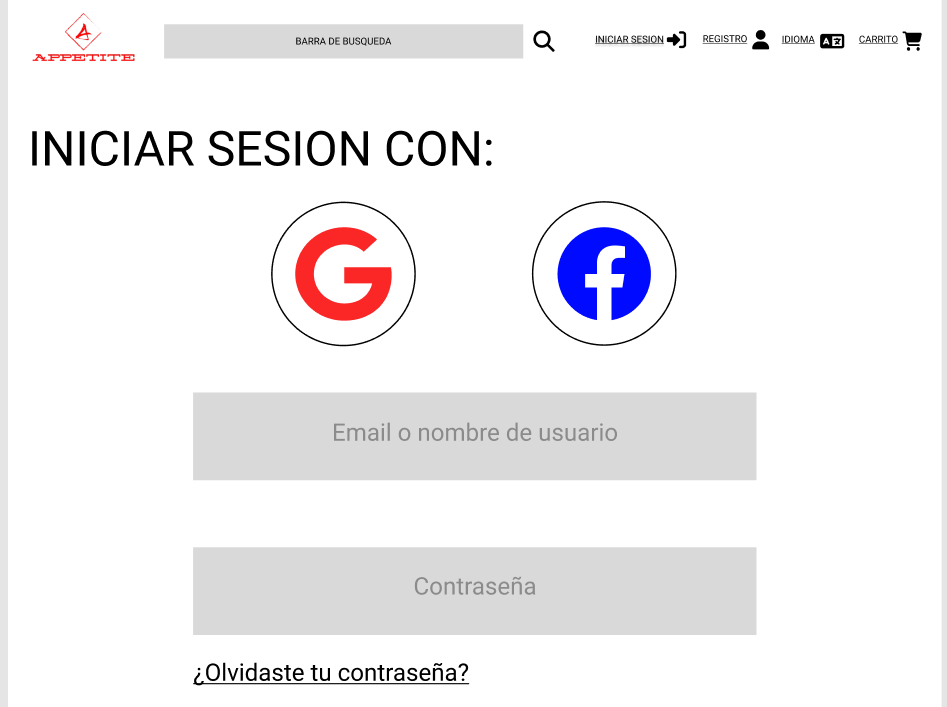 A
APPETITE
BARRA DE BUSQUEDA
INICIAR SESION
REGISTRO
IDIOMA
CARRITO
INICIAR SESION CON:
Email o nombre de usuario
Contraseña
¿Olvidaste tu contraseña?